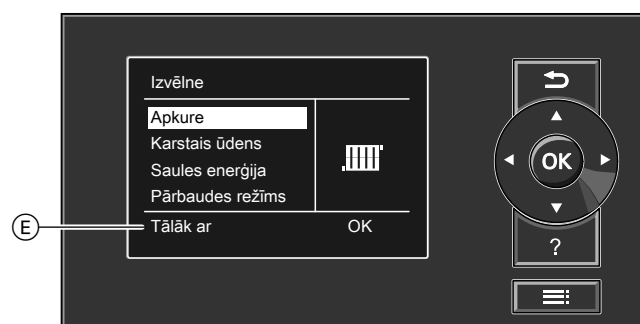 Izvēlne
Apkure
Karstais ūdens
Saules enerģija
Pārbaudes režīms
Tālāk ar OK
E
OK
?